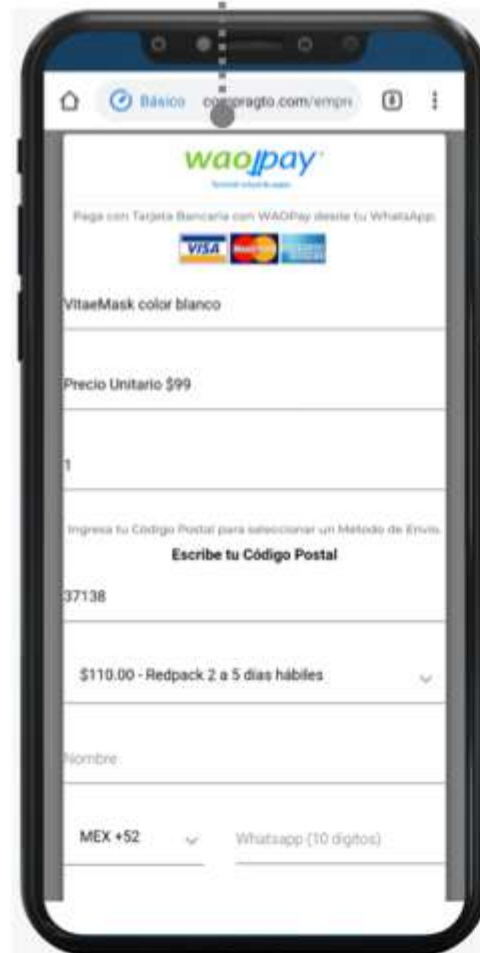 Básico compragto.com/empre
waopay
Paga con Tarjeta Bancaria con WAOPay desde tu WhatsApp.
VISA MasterCard
VitaeMask color blanco
Precio Unitario $99
1
Ingresa tu Código Postal para seleccionar un Método de Envío.
Escribe tu Código Postal
37138
$110.00 - Redpack 2 a 5 días hábiles
Nombre
MEX +52 Whatsapp (10 digitos)